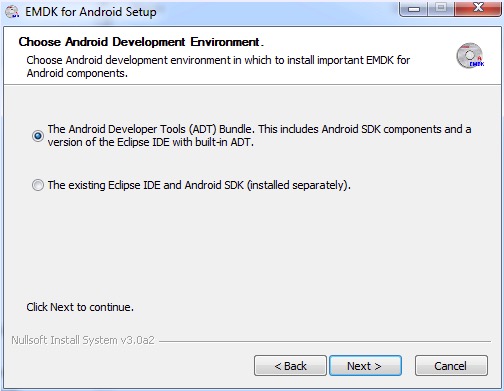 EMDK for Android Setup
Choose Android Development Environment.
Choose Android development environment in which to install important EMDK for
Android components.
EMDK
The Android Developer Tools (ADT) Bundle. This includes Android SDK components and a
version of the Eclipse IDE with built-in ADT.
The existing Eclipse IDE and Android SDK (installed separately).
Click Next to continue.
Nullsoft Install System v3.0a2
< Back
Next >
Cancel